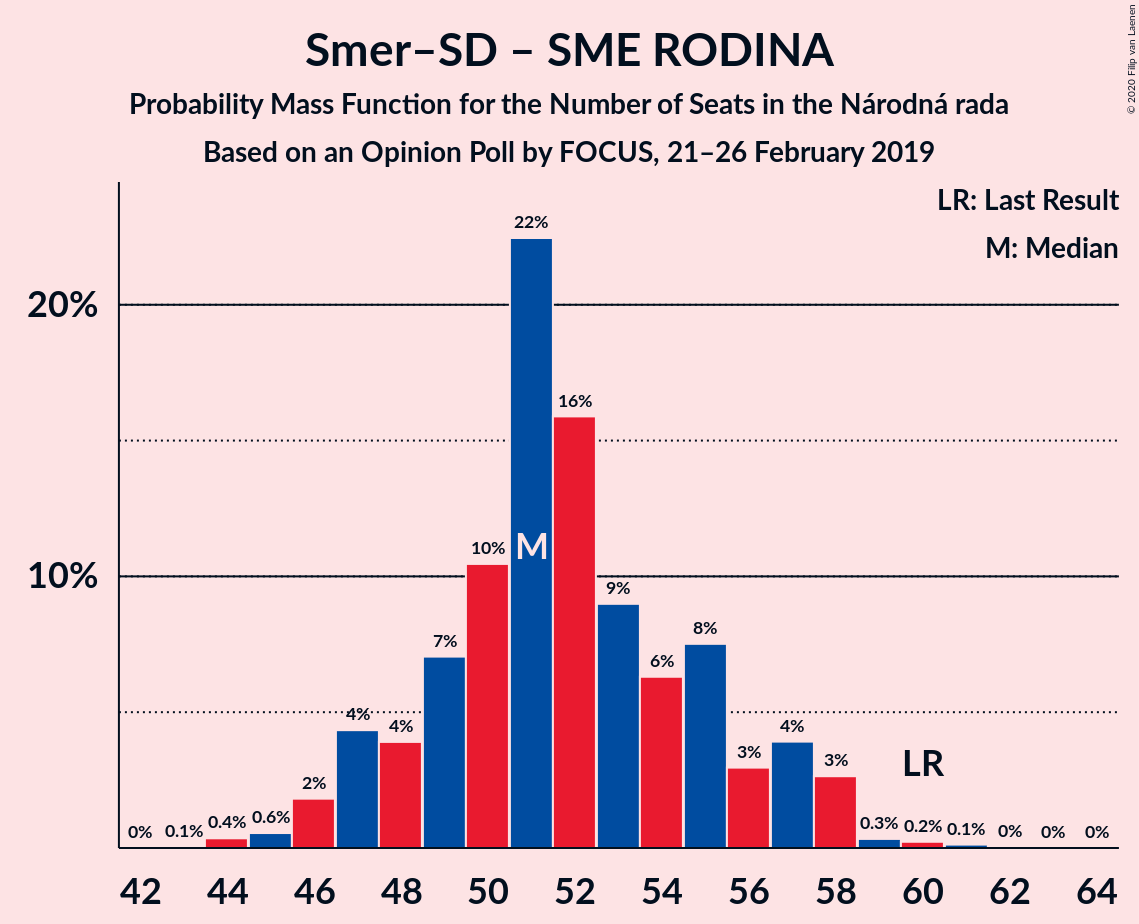 Smer–SD – SME RODINA
Probability Mass Function for the Number of Seats in the Národná rada
Based on an Opinion Poll by FOCUS, 21–26 February 2019
© 2020 Filip van Laenen
LR: Last Result
M: Median
20%
10%
0%
0.1%
0.4%
0.6%
2%
4%
4%
7%
10%
22%
16%
9%
6%
8%
3%
4%
3%
0.3%
0.2%
0.1%
0%
0%
0%
M
LR
42 44 46 48 50 52 54 56 58 60 62 64